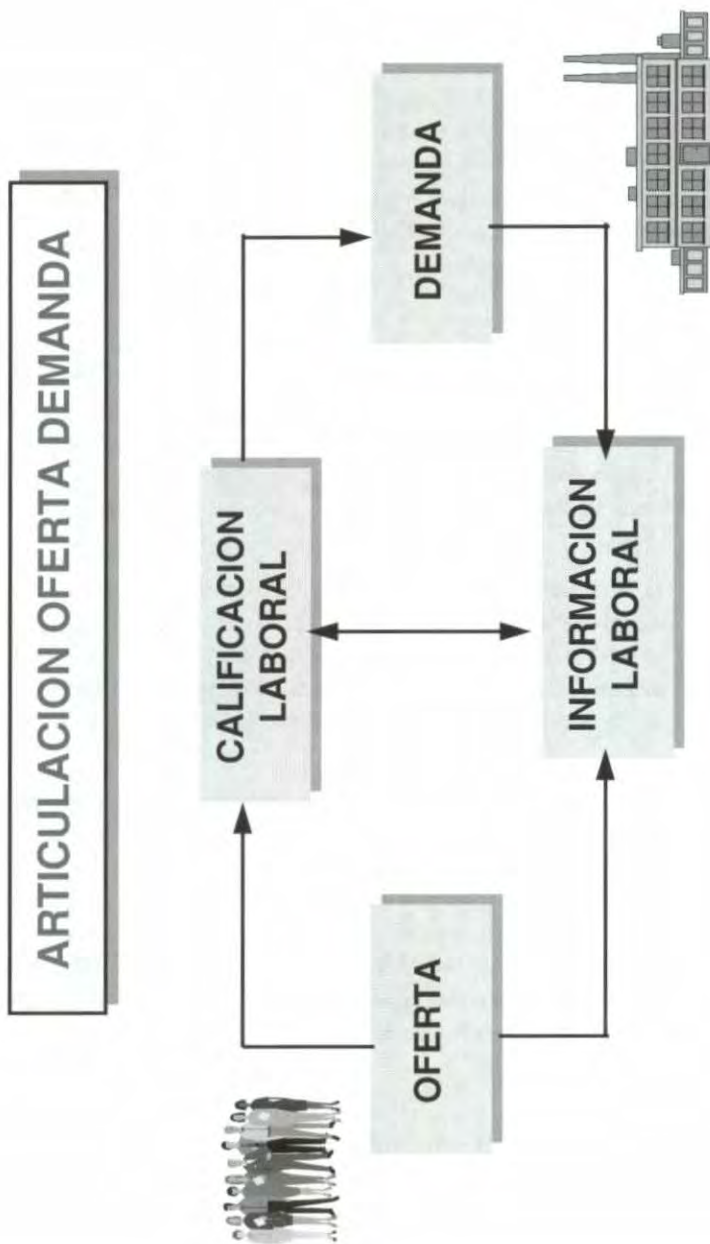 ARTICULACION OFERTA DEMANDA
CALIFICACION
LABORAL
OFERTA
DEMANDA
INFORMACION
LABORAL